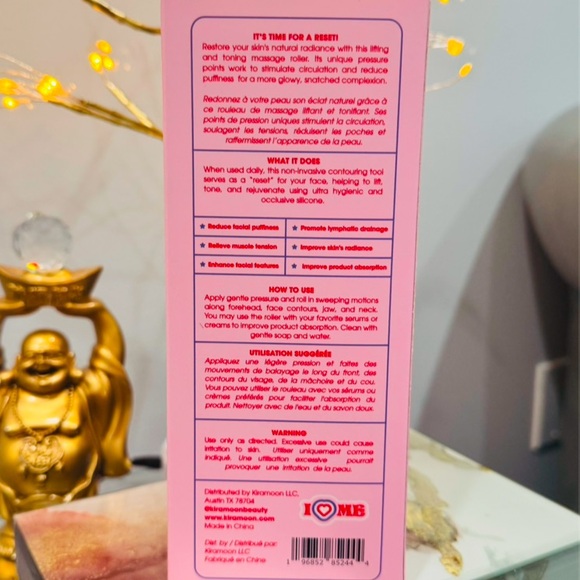 IT'S TIME FOR A RESET!
Restore your skin's natural radiance with this lifting
and toning massage roller. Its unique pressure
points work to stimulate circulation and reduce
puffiness for a more glowy, snatched complexion.
Redonnez à votre peau son éclat naturel grâce à
ce rouleau de massage liftant et tonifiant. Ses
points de pression uniques stimulent la circulation,
soulagent les tensions, réduisent les poches et
raffermissent l'apparence de la peau.
WHAT IT DOES
When used daily, this non-invasive contouring tool
serves as a "reset" for your face, helping to lift,
tone, and rejuvenate using ultra hygienic and
occlusive silicone.
★ Reduce facial puffiness
★ Promote lymphatic drainage
★ Relieve muscle tension
★ Improve skin's radiance
★ Enhance facial features
★ Improve product absorption
HOW TO USE
Apply gentle pressure and roll in sweeping motions
along forehead, face contours, jaw, and neck.
You may use the roller with your favorite serums or
creams to improve product absorption. Clean with
gentle soap and water.
UTILISATION SUGGÉRÉE
Appliquez une légère pression et faites des
mouvements de balayage le long du front, des
contours du visage, de la mâchoire et du cou.
Vous pouvez utiliser le rouleau avec vos sérums ou
crèmes préférés pour faciliter l'absorption du
produit. Nettoyer avec de l'eau et du savon doux.
WARNING
Use only as directed. Excessive use could cause
irritation to skin. Utiliser uniquement comme
indiqué. Une utilisation excessive pourrait
provoquer une irritation de la peau.
Distributed by Kiramoon LLC,
Austin TX 78704
@kiramoonbeauty
www.kiramoon.com
Made in China
I ME
Dist. by / Distribué par:
Kiramoon LLC
Fabriqué en Chine
1 96852 85244 4